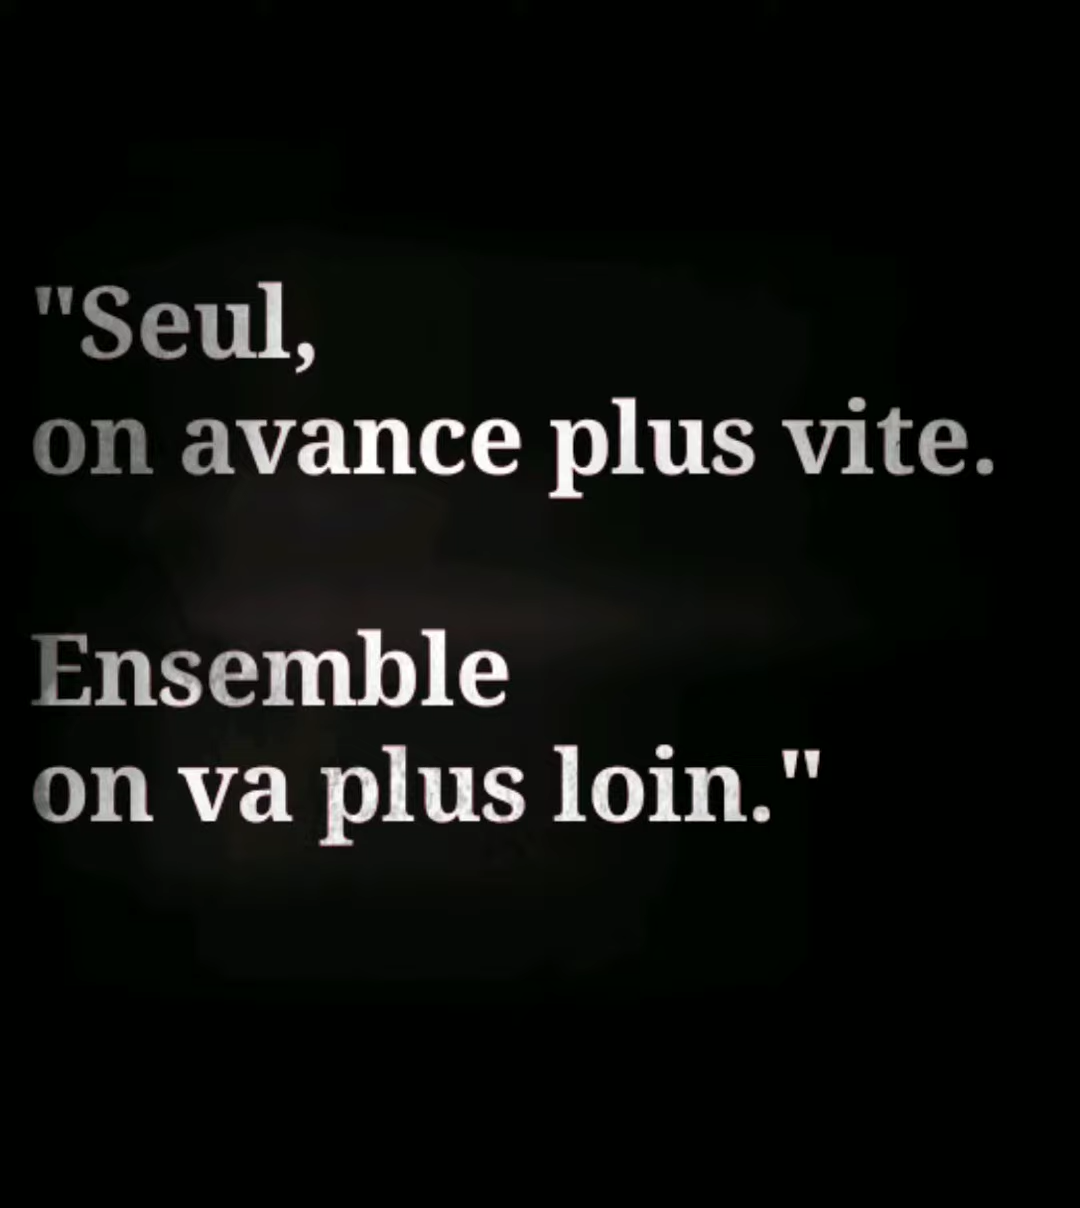 "Seul,
on avance plus vite.
Ensemble
on va plus loin."